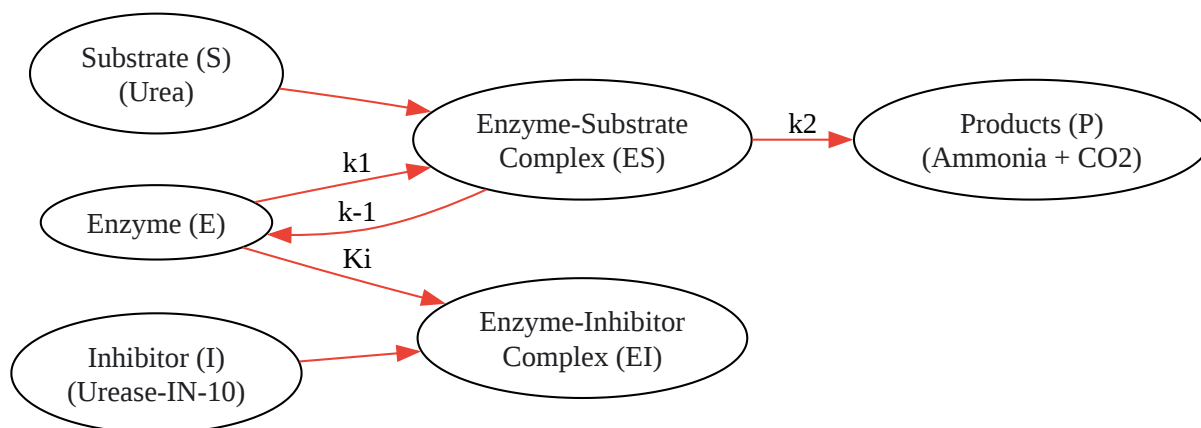 Substrate (S)
(Urea)
Enzyme-Substrate
Complex (ES)
k2
Products (P)
(Ammonia + CO2)
k1
Enzyme (E)
k-1
Ki
Enzyme-Inhibitor
Complex (EI)
Inhibitor (I)
(Urease-IN-10)